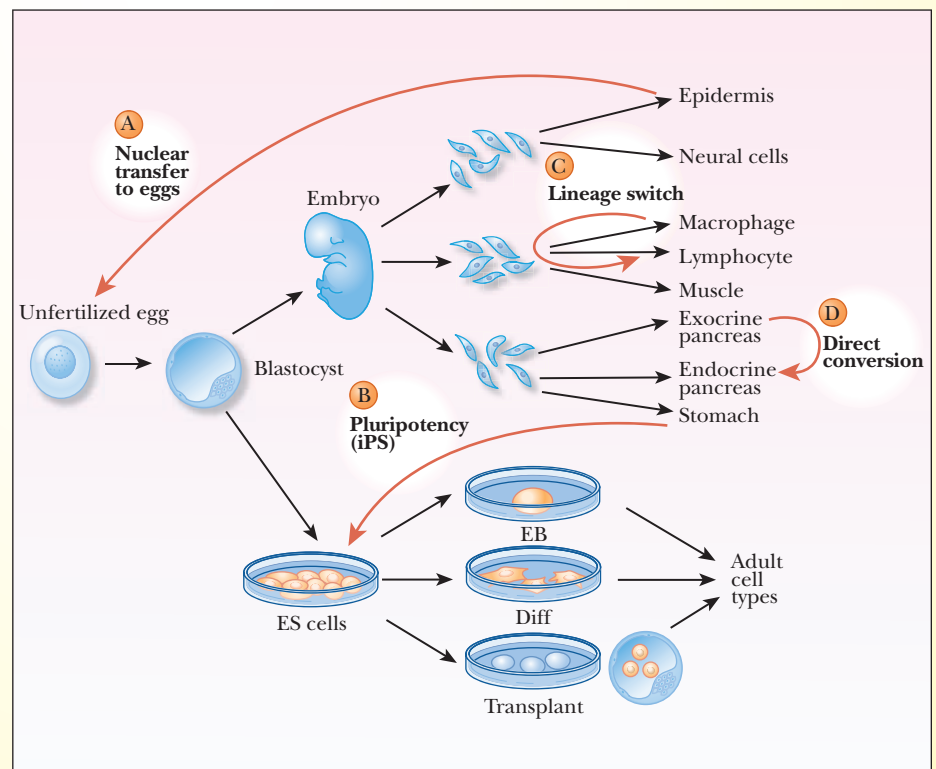 A
Nuclear
transfer
to eggs
Embryo
Epidermis
Neural cells
C
Lineage switch
Macrophage
Lymphocyte
Muscle
Unfertilized egg
Blastocyst
Exocrine
pancreas
D
Direct
conversion
Endocrine
pancreas
Stomach
B
Pluripotency
(iPS)
ES cells
EB
Diff
Transplant
Adult
cell
types